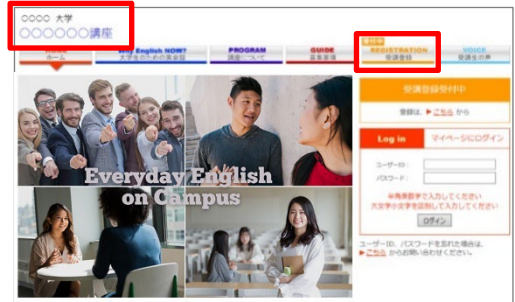 ○○○○ 大学
○○○○○○講座
HOME
ホーム
Why English NOW?
大学生のための英会話
PROGRAM
講座について
GUIDE
募集要項
受付中
REGISTRATION
受講登録
VOICE
受講生の声
受講登録受付中
登録は、▶こちら から
Everyday English
on Campus
Log in
マイページにログイン
ユーザーID:
パスワード:
半角英数字で入力してください
大文字小文字を区別して入力してください
ログイン
ユーザーID、パスワードを忘れた場合は、
▶こちら からお問い合わせください。